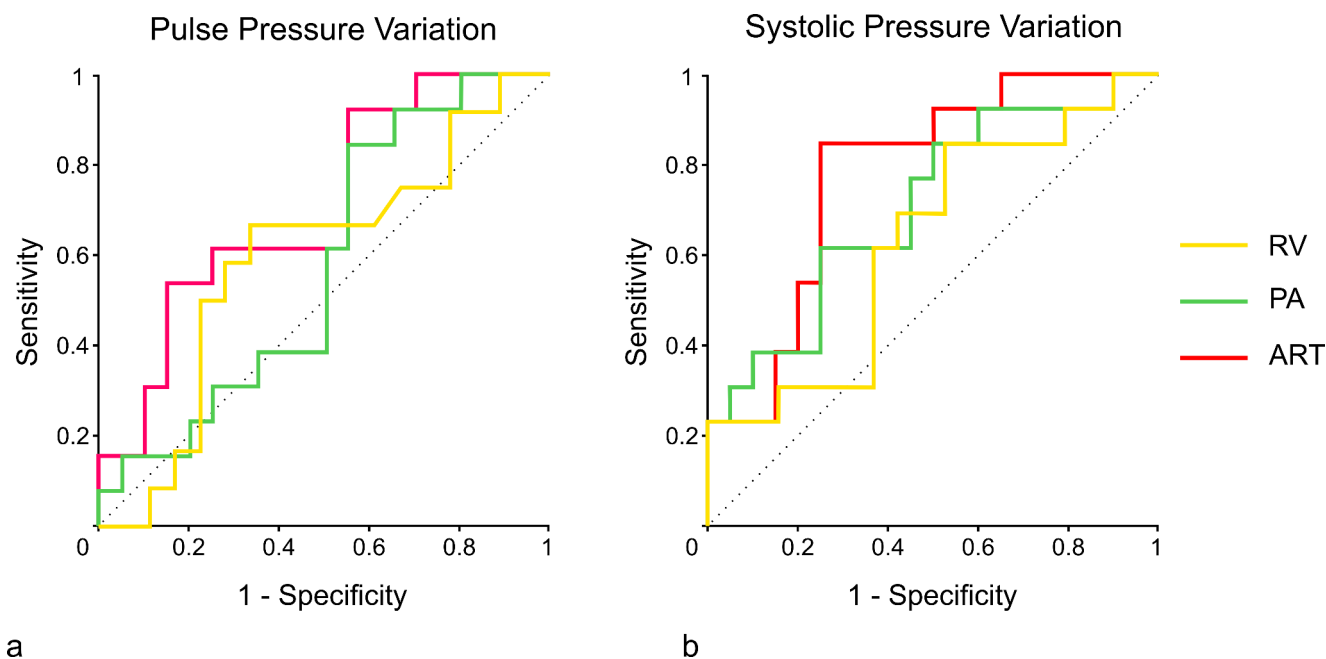 Pulse Pressure Variation
Systolic Pressure Variation
1
0.8
0.6
0.4
0.2
Sensitivity
0
0.2
0.4
0.6
0.8
1
1 - Specificity
a
1
0.8
0.6
0.4
0.2
Sensitivity
0
0.2
0.4
0.6
0.8
1
1 - Specificity
b
RV
PA
ART